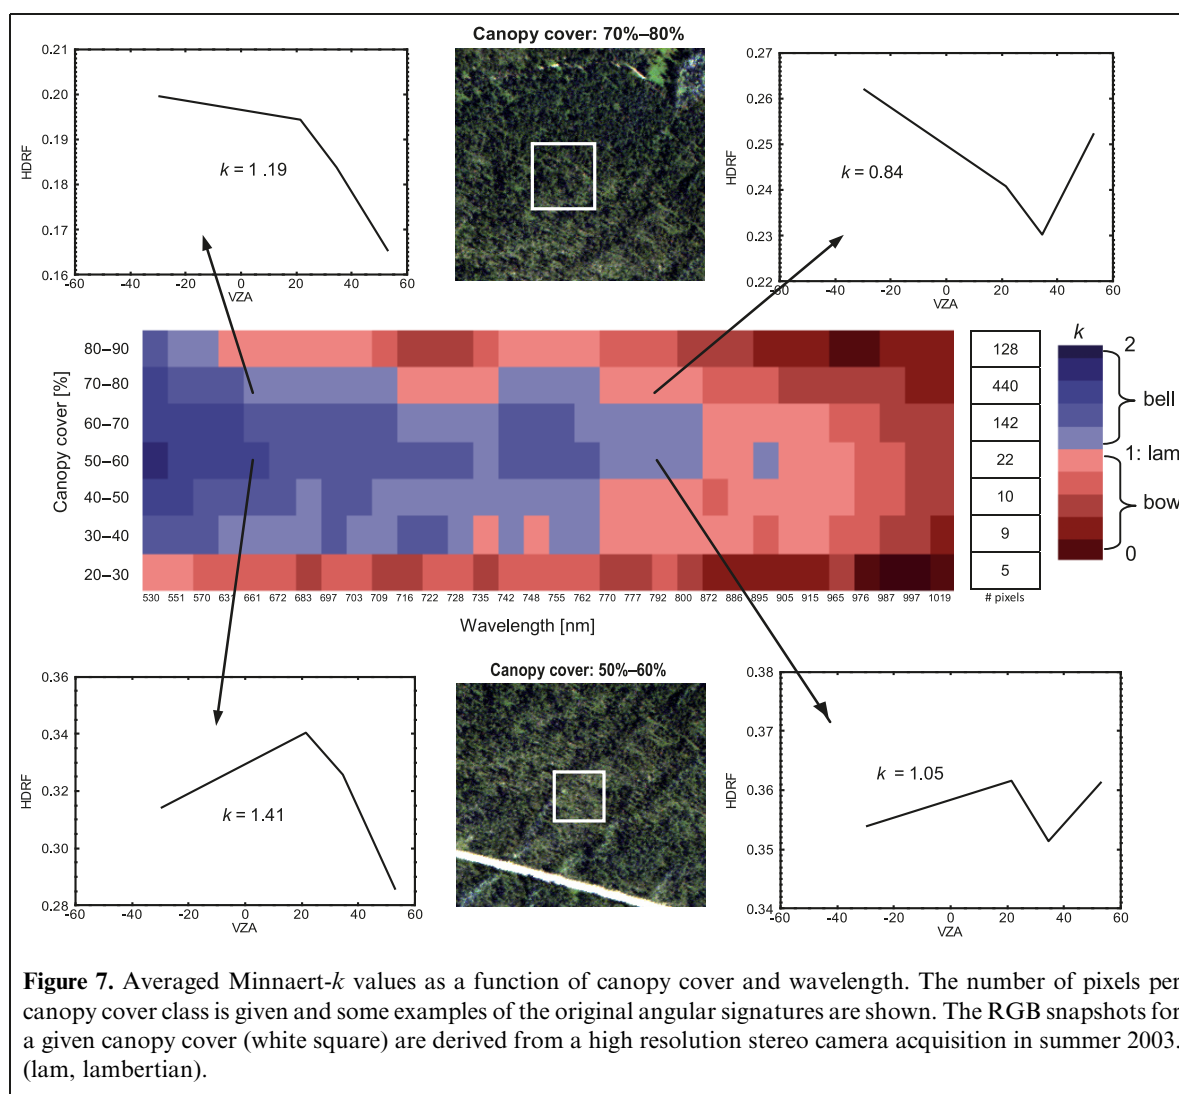 Canopy cover: 70%–80%
0.21
0.20
0.19
0.18
0.17
0.16
HDRF
k = 1 .19
-60 -40 -20 0 20 40 60
VZA
0.27
0.26
0.25
0.24
0.23
0.22
HDRF
k = 0.84
-60 -40 -20 0 20 40 60
VZA
Canopy cover [%]
80–90
70–80
60–70
50–60
40–50
30–40
20–30
530 551 570 631 661 672 683 697 703 709 716 722 728 735 742 748 755 762 770 777 792 800 872 886 895 905 915 965 976 987 997 1019
Wavelength [nm]
128
440
142
22
10
9
5
# pixels
k
2
bell
1: lam
bow
0
Canopy cover: 50%–60%
0.36
0.34
0.32
0.30
0.28
HDRF
k = 1.41
-60 -40 -20 0 20 40 60
VZA
0.38
0.37
0.36
0.35
0.34
HDRF
k = 1.05
-60 -40 -20 0 20 40 60
VZA
Figure 7. Averaged Minnaert-k values as a function of canopy cover and wavelength. The number of pixels per
canopy cover class is given and some examples of the original angular signatures are shown. The RGB snapshots for
a given canopy cover (white square) are derived from a high resolution stereo camera acquisition in summer 2003.
(lam, lambertian).